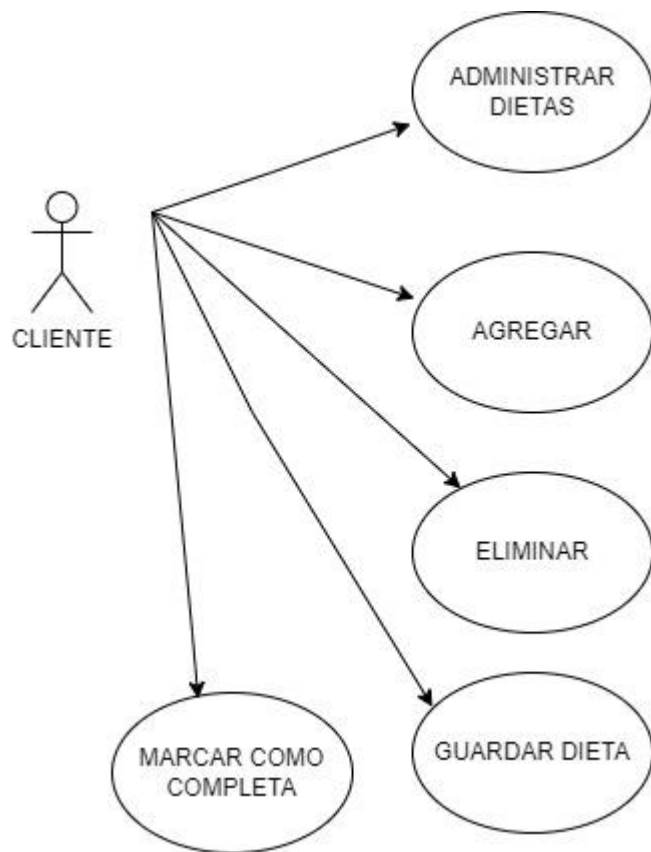 ADMINISTRAR
DIETAS
CLIENTE
AGREGAR
ELIMINAR
GUARDAR DIETA
MARCAR COMO
COMPLETA